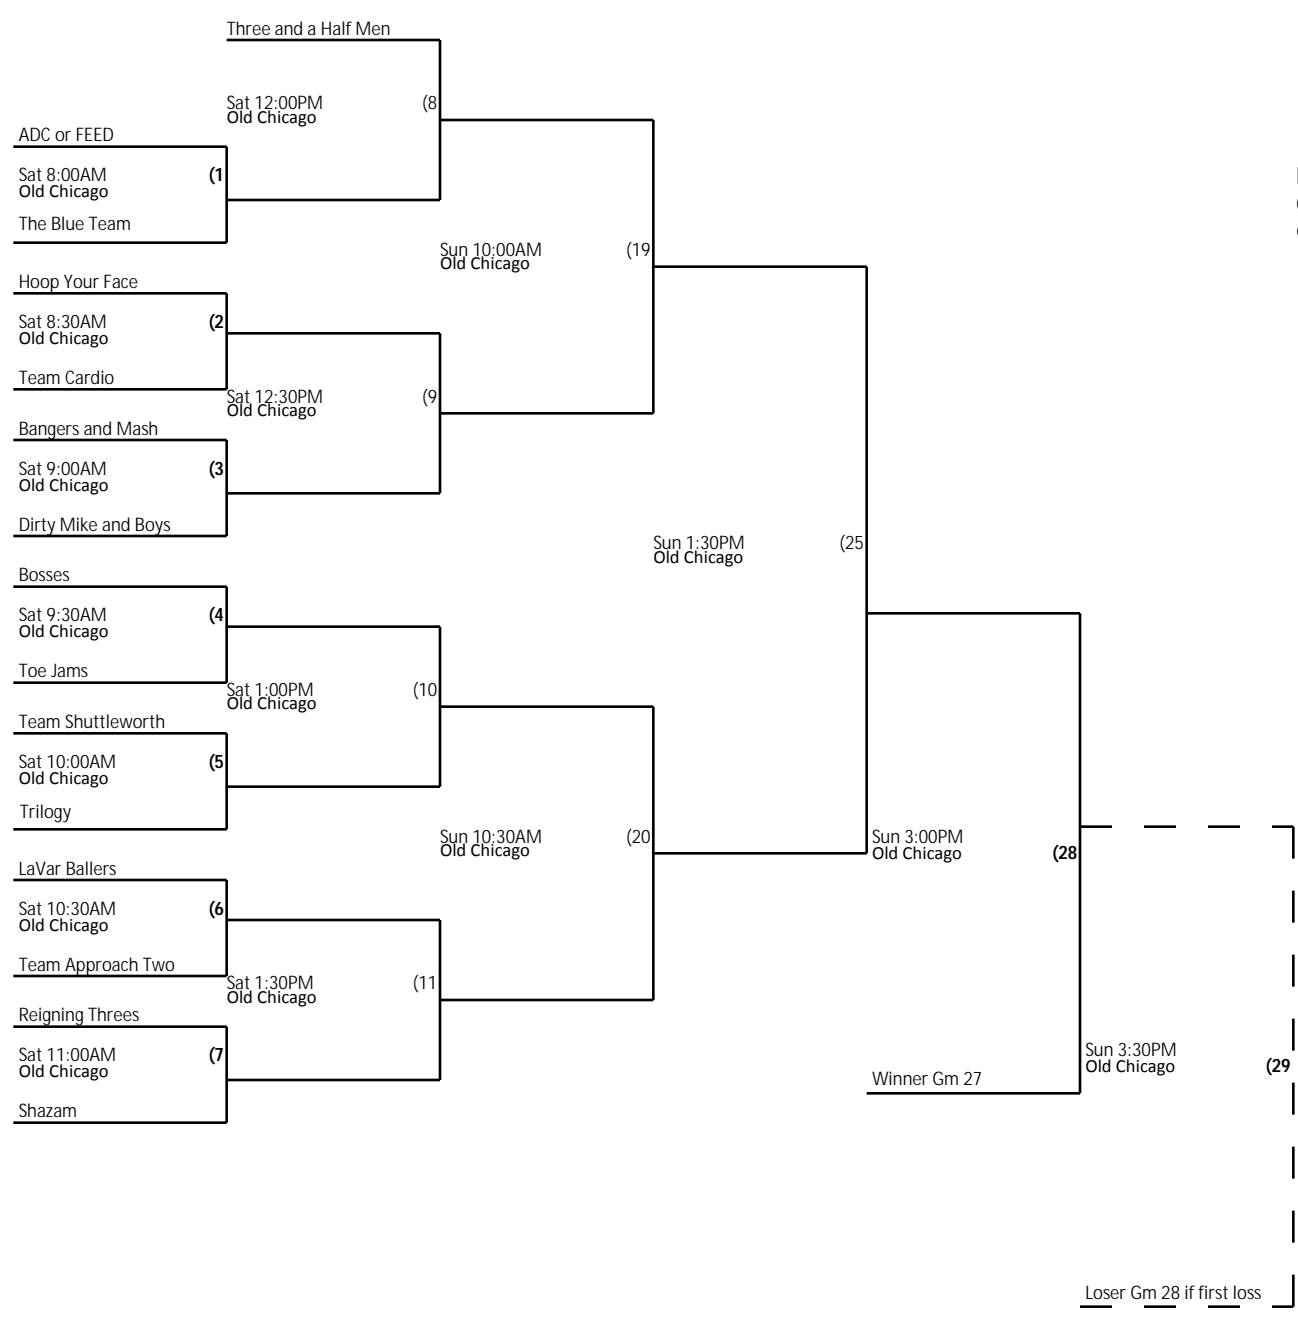 Three and a Half Men
Sat 12:00PM (8
Old Chicago
ADC or FEED
Sat 8:00AM (1
Old Chicago
The Blue Team
Sun 10:00AM (19
Old Chicago
Hoop Your Face
Sat 8:30AM (2
Old Chicago
Team Cardio
Sat 12:30PM (9
Old Chicago
Bangers and Mash
Sat 9:00AM (3
Old Chicago
Dirty Mike and Boys
Sun 1:30PM (25
Old Chicago
Bosses
Sat 9:30AM (4
Old Chicago
Toe Jams
Sat 1:00PM (10
Old Chicago
Team Shuttleworth
Sat 10:00AM (5
Old Chicago
Trilogy
Sun 10:30AM (20
Old Chicago
Sun 3:00PM
Old Chicago (28
LaVar Ballers
Sat 10:30AM (6
Old Chicago
Team Approach Two
Sat 1:30PM (11
Old Chicago
Reigning Threes
Sat 11:00AM (7
Old Chicago
Shazam
Sun 3:30PM
Old Chicago (29
Winner Gm 27
Loser Gm 28 if first loss